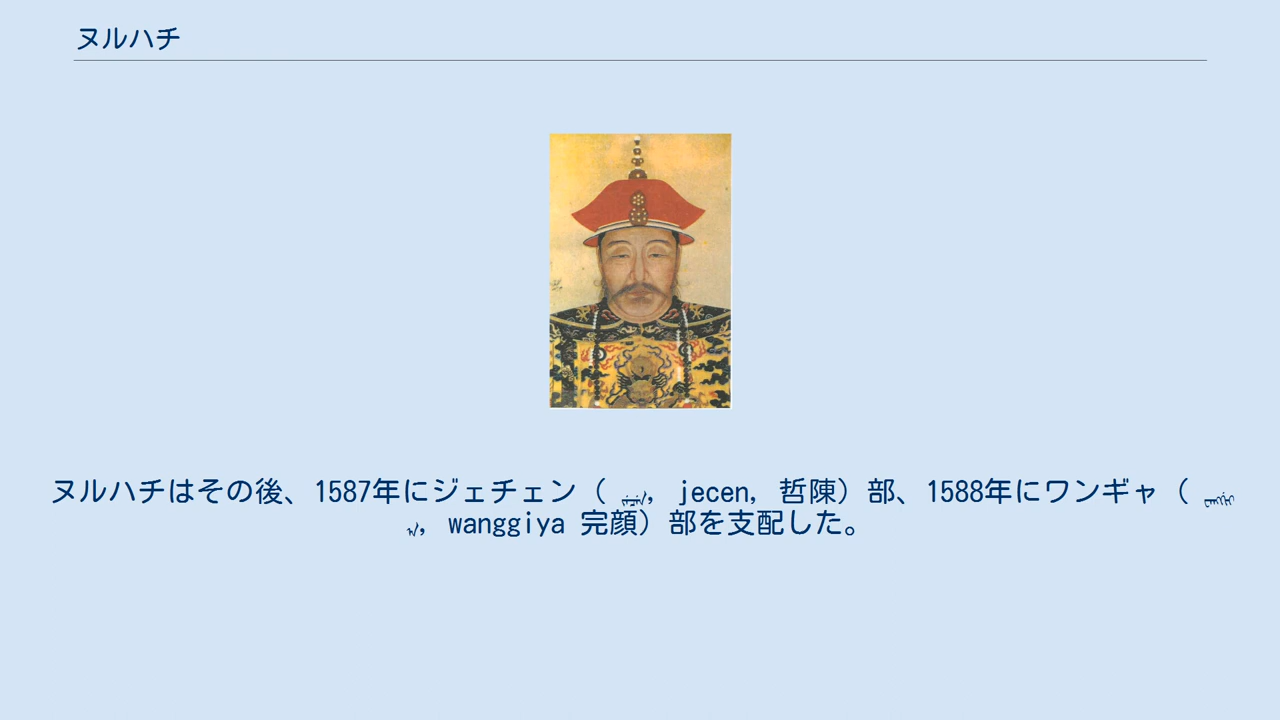 ヌルハチ
ヌルハチはその後、1587年にジェチェン（ ᠵᡝᠴᡝᠨ, jecen, 哲陳）部、1588年にワンギャ（
, wanggiya 完顔）部を支配した。